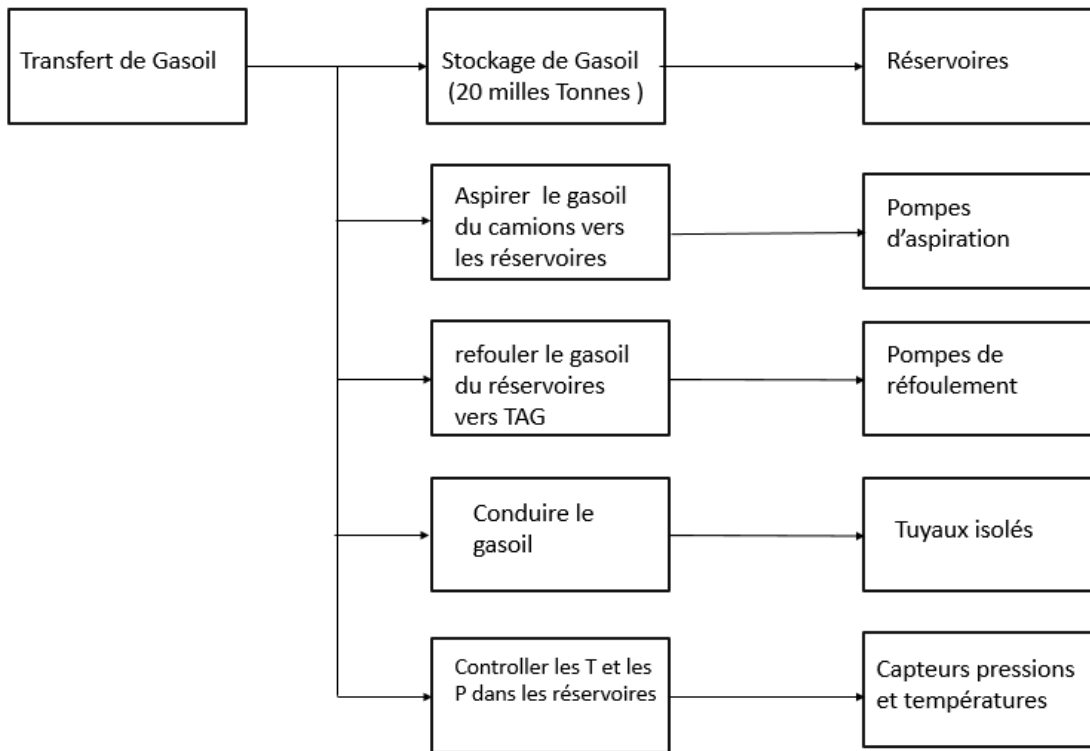 Transfert de Gasoil
Stockage de Gasoil
(20 milles Tonnes )
Réservoires
Aspirer le gasoil
du camions vers
les réservoires
Pompes
d’aspiration
refouler le gasoil
du réservoires
vers TAG
Pompes de
réfoulement
Conduire le
gasoil
Tuyaux isolés
Controller les T et les
P dans les réservoires
Capteurs pressions
et températures